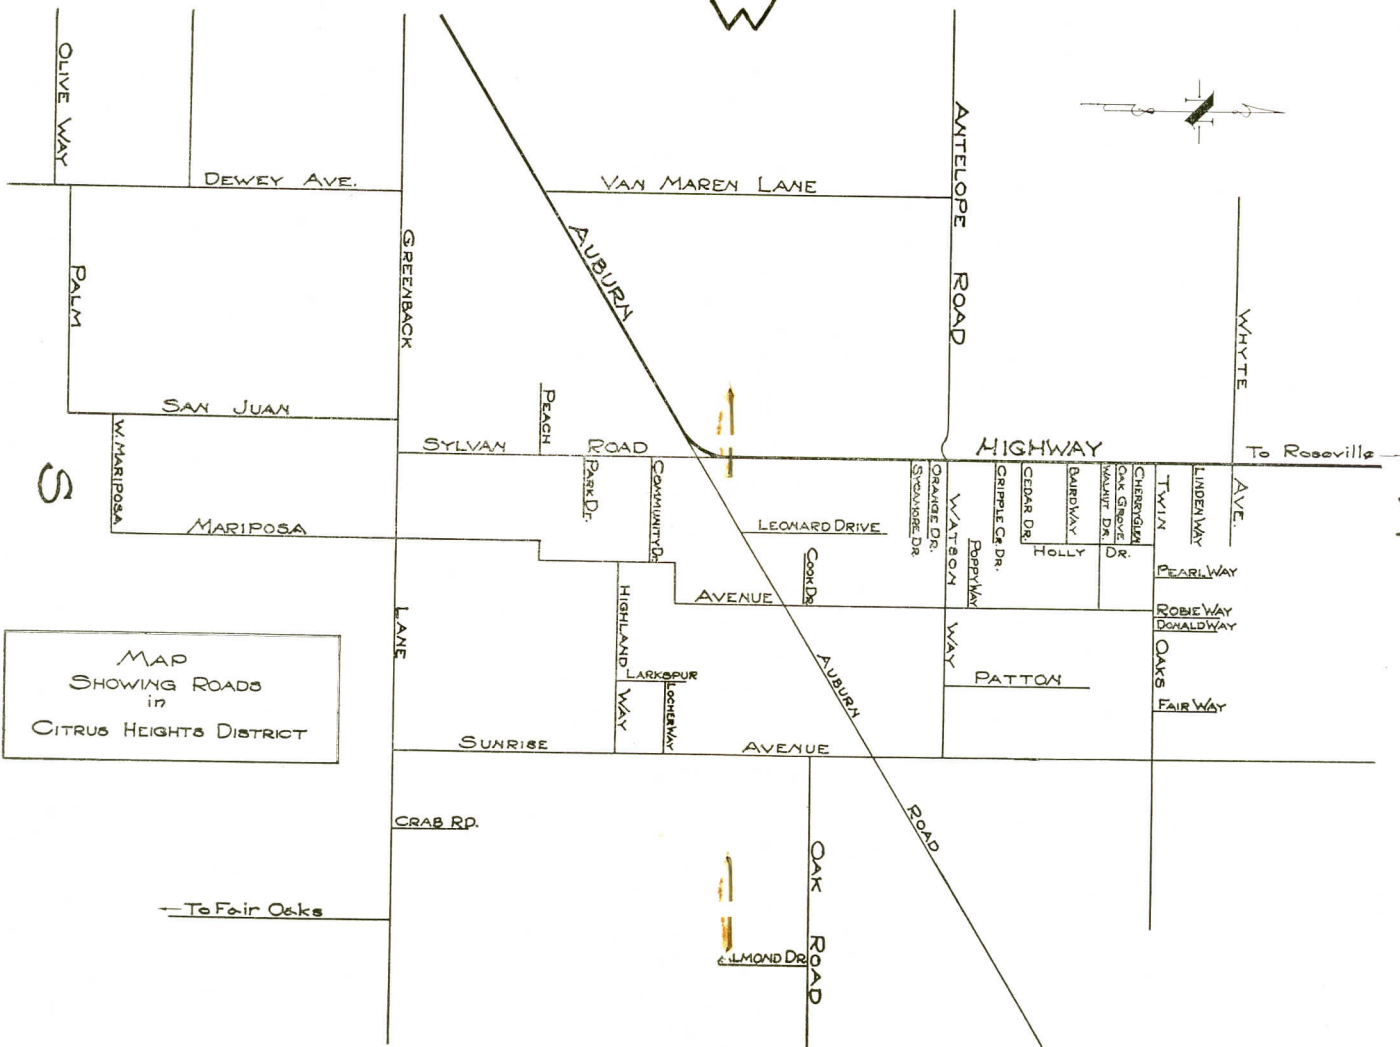 W
OLIVE WAY
DEWEY AVE.
VAN MAREN LANE
ANTELOPE ROAD
N
PALM
GREENBACK
AUBURN
WHYTE
SAN JUAN
W. MARIPOSA
SYLVAN
PEACH
ROAD
HIGHWAY
To Roseville
S
MARIPOSA
PARK Dr.
COMMUNITY Dr.
LEONARD DRIVE
SYCAMORE DR.
ORANGE DR.
WATSON
CRIPPLE CR. DR.
CEDAR DR.
BAIRD WAY
WALNUT DR.
OAK GROVE
CHERRY GLEN
TWIN
LINDEN WAY
AVE.
HOLLY DR.
COOK DR
POPPY WAY
PEARL WAY
AVENUE
ROBIE WAY
DONALD WAY
LANE
HIGHLAND
WAY
LARKSPUR
LOCHER WAY
AUBURN
WAY
PATTON
OAKS
FAIR WAY
MAP
SHOWING ROADS
in
CITRUS HEIGHTS DISTRICT
SUNRISE
AVENUE
CRAB RD.
ROAD
OAK
ROAD
To Fair Oaks
ALMOND DR